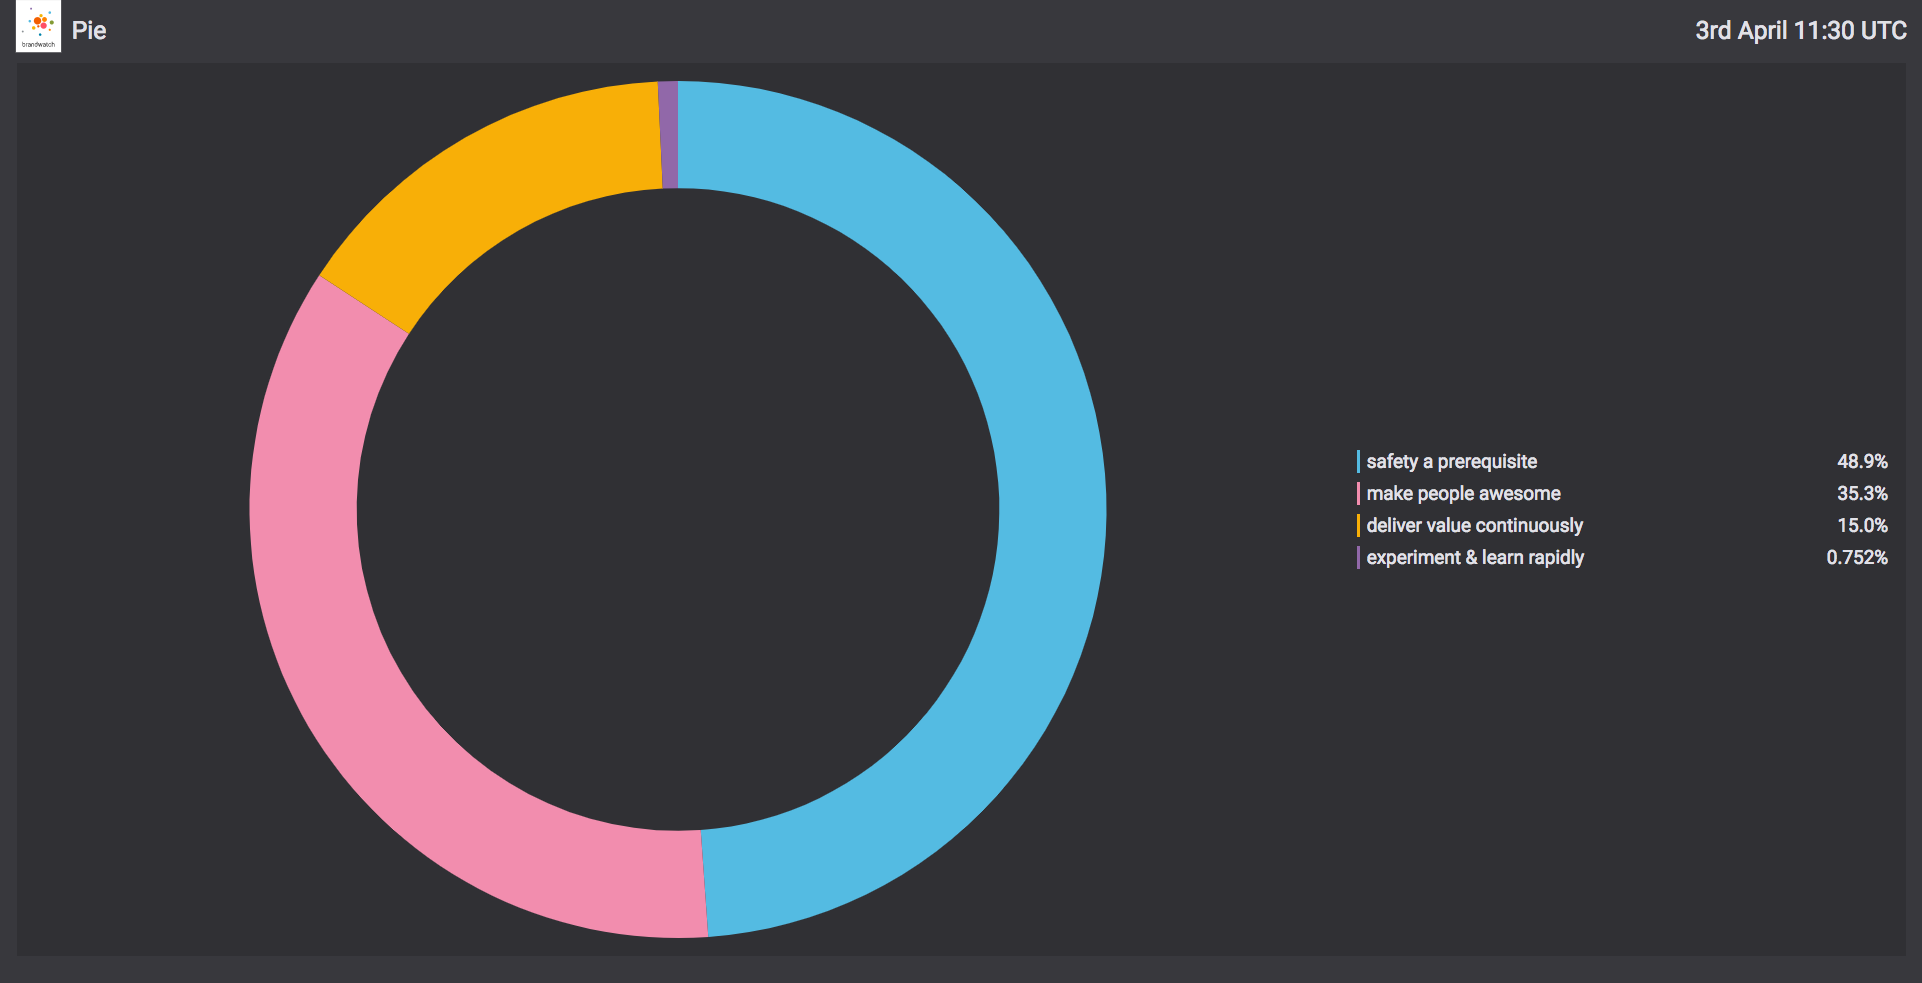 brandwatch
Pie
3rd April 11:30 UTC
safety a prerequisite 48.9%
make people awesome 35.3%
deliver value continuously 15.0%
experiment & learn rapidly 0.752%